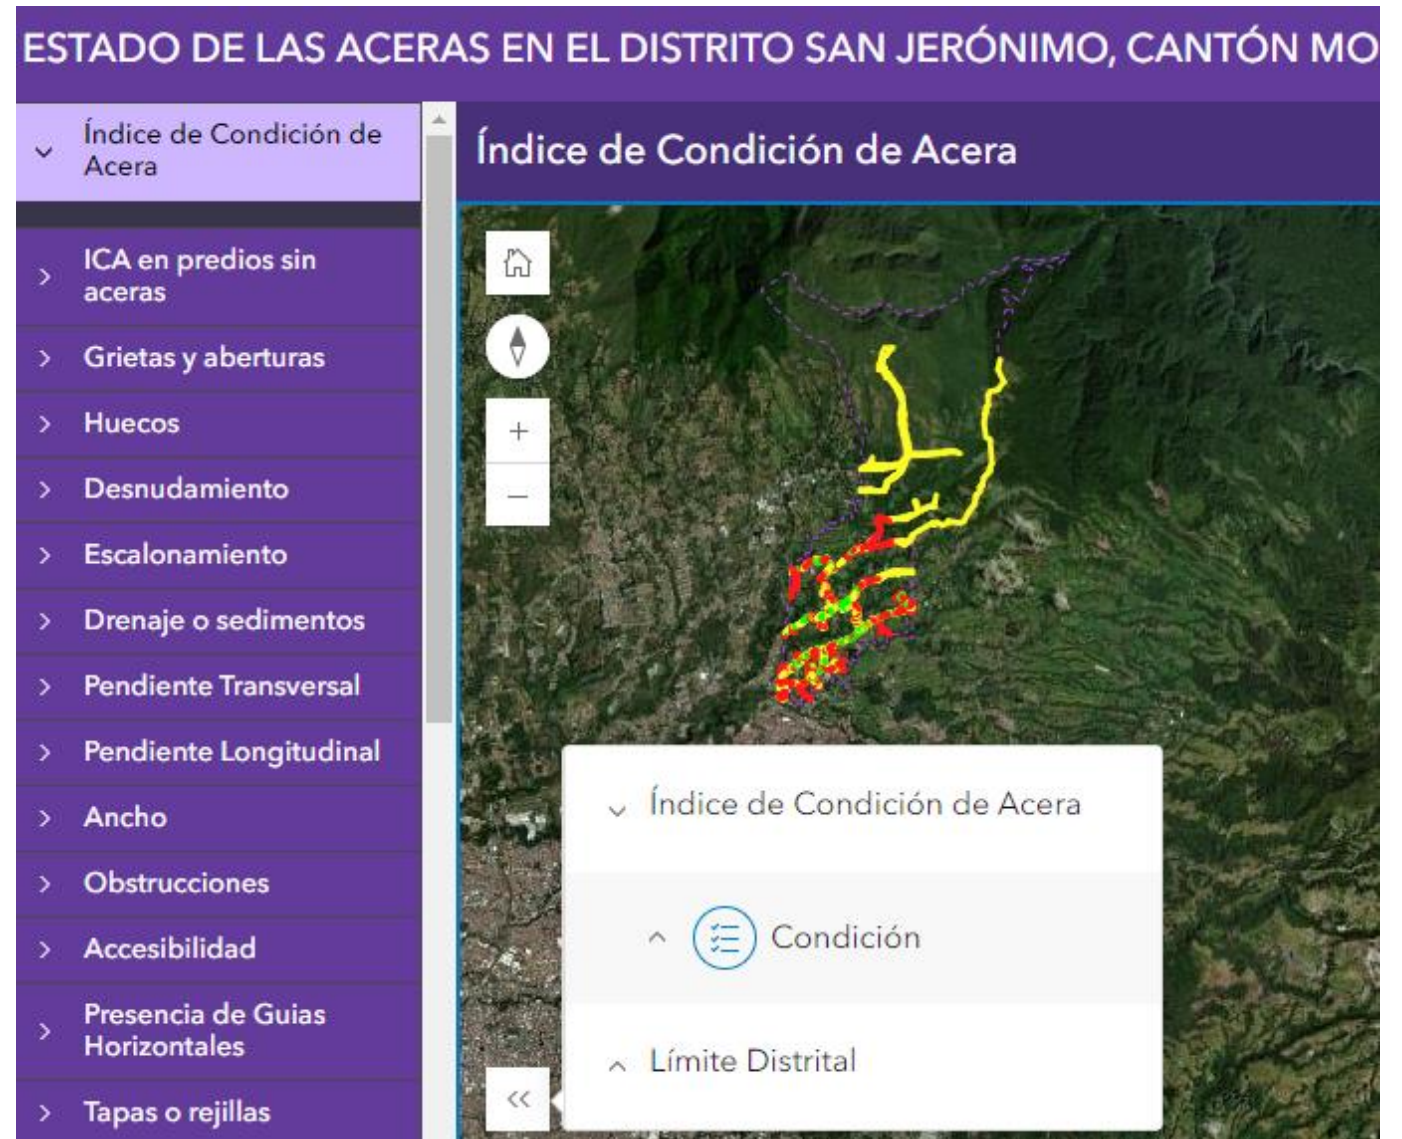 ESTADO DE LAS ACERAS EN EL DISTRITO SAN JERÓNIMO, CANTÓN MO
Índice de Condición de
Acera
ICA en predios sin
aceras
Grietas y aberturas
Huecos
Desnudamiento
Escalonamiento
Drenaje o sedimentos
Pendiente Transversal
Pendiente Longitudinal
Ancho
Obstrucciones
Accesibilidad
Presencia de Guias
Horizontales
Tapas o rejillas
Índice de Condición de Acera
Índice de Condición de Acera
Condición
Límite Distrital